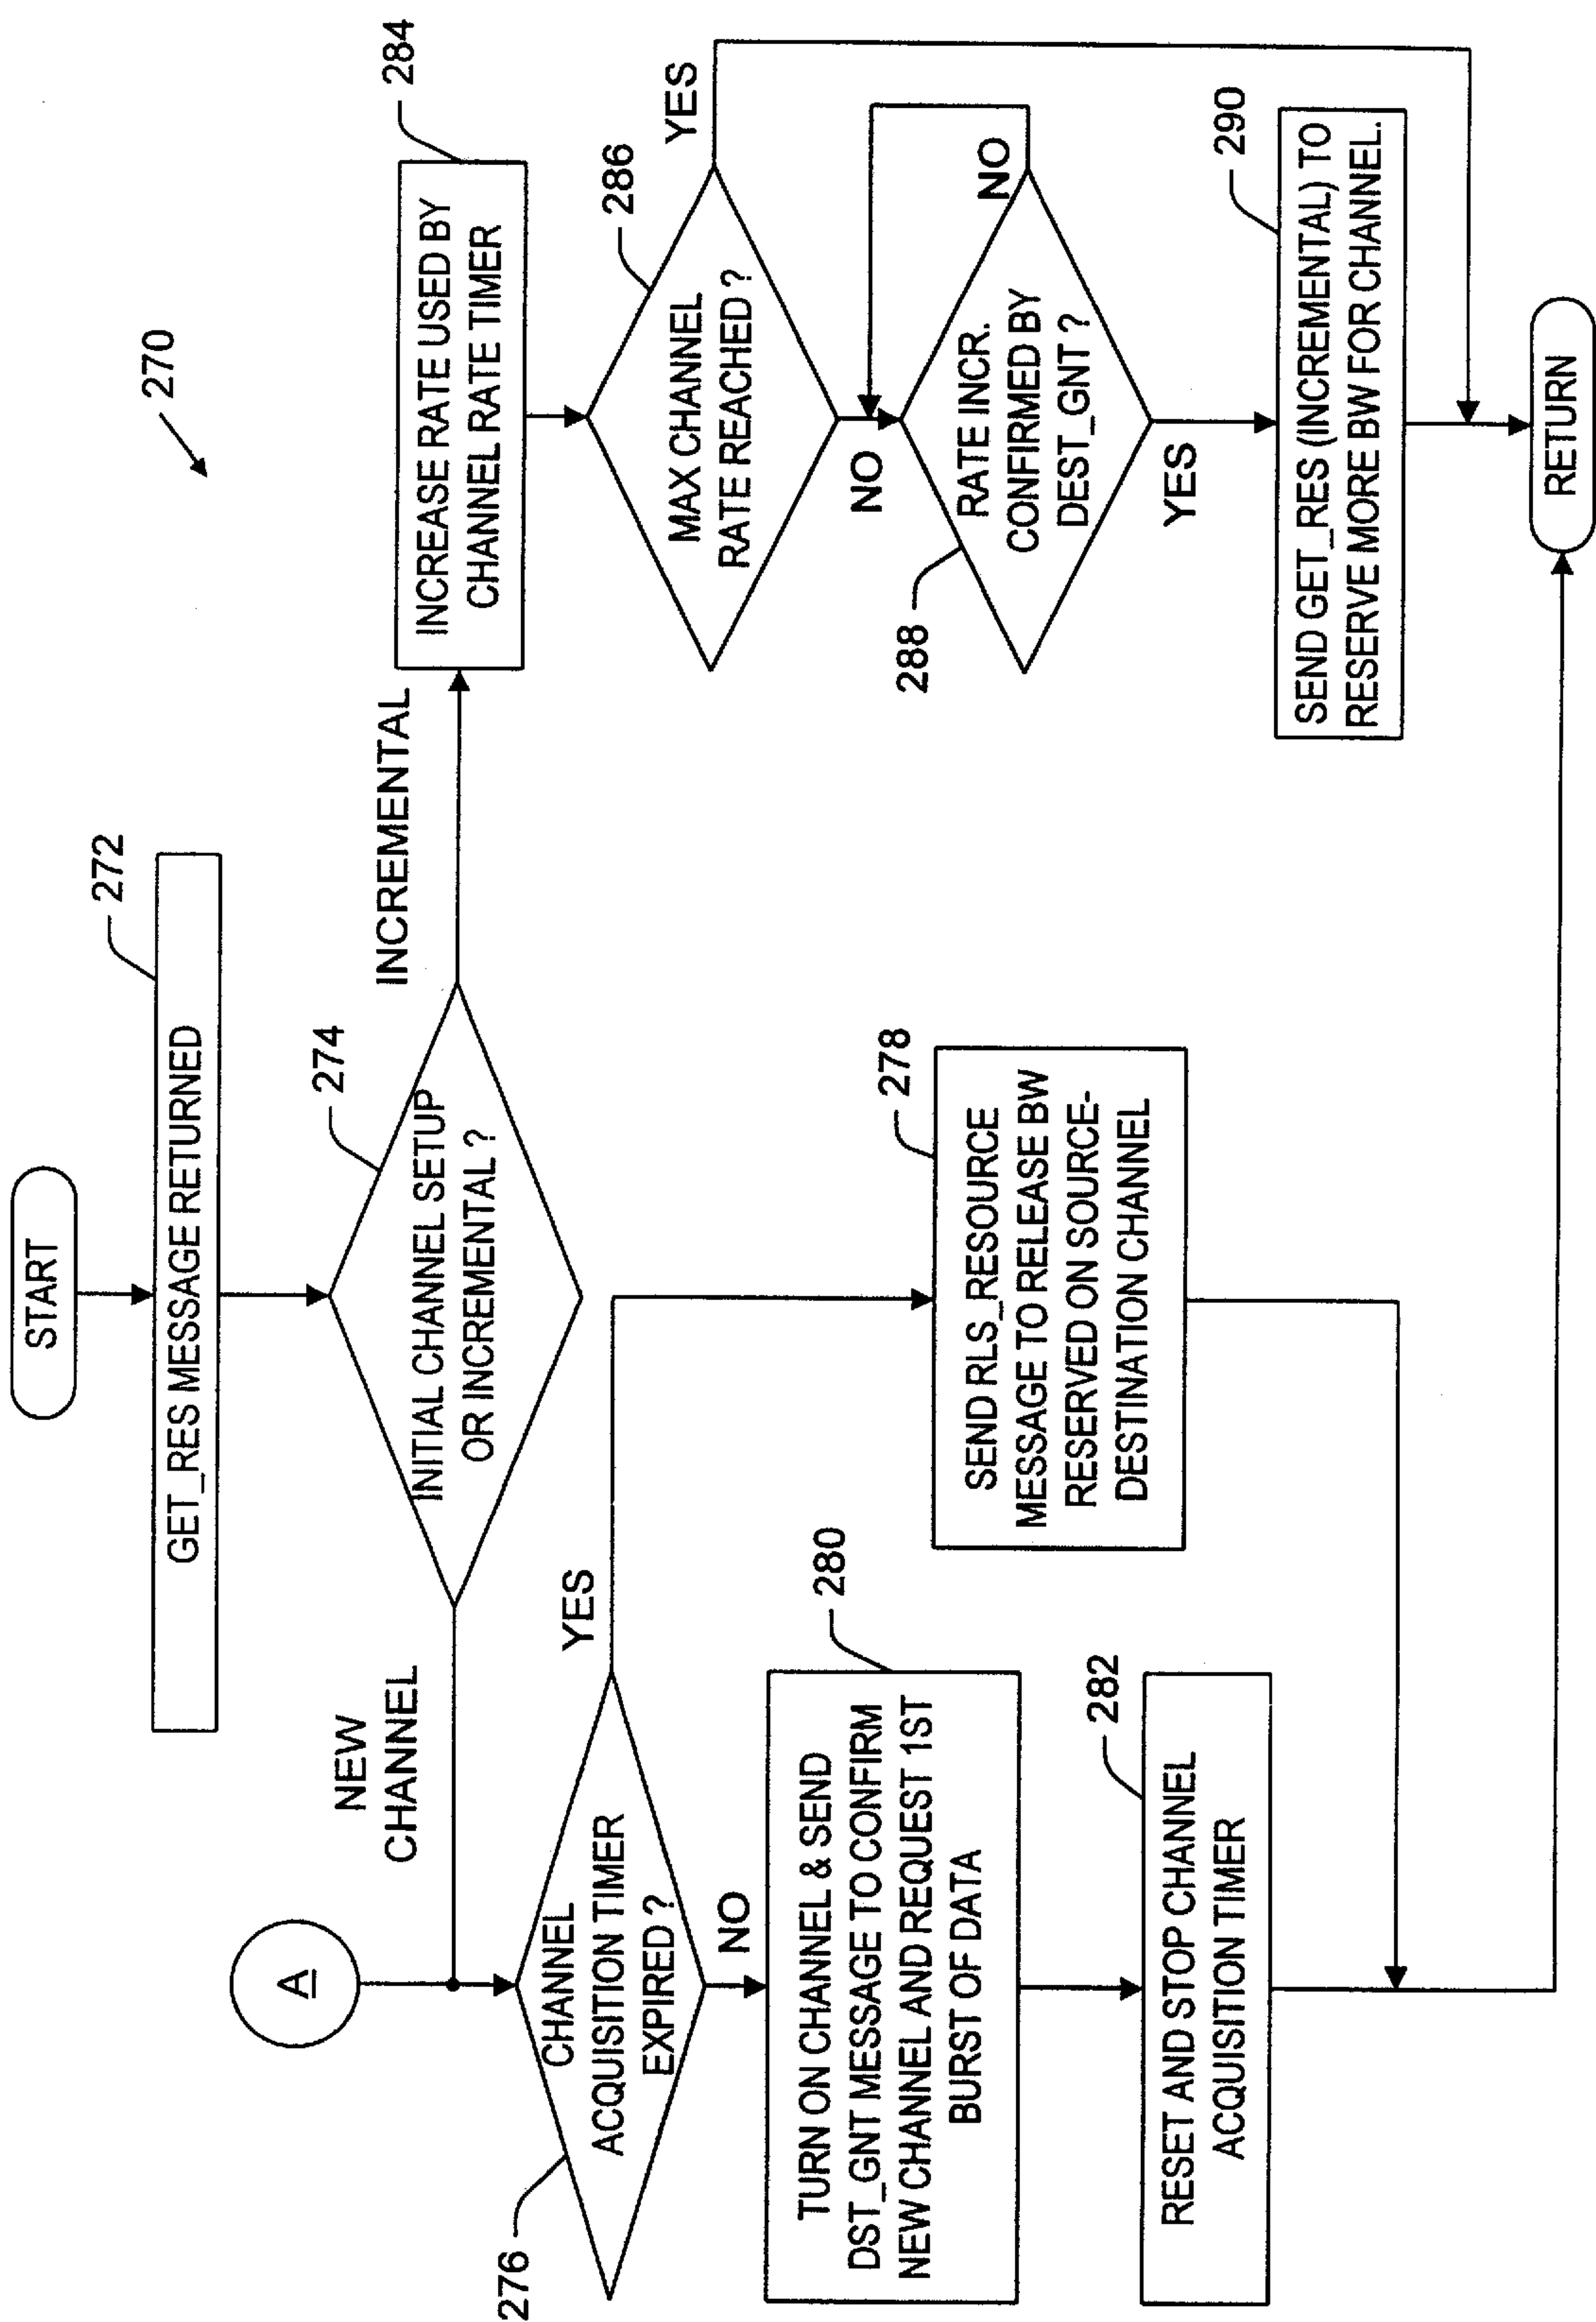 270
START
GET_RES MESSAGE RETURNED
272
INITIAL CHANNEL SETUP
OR INCREMENTAL ?
274
A
NEW
CHANNEL
INCREMENTAL
CHANNEL
ACQUISITION TIMER
EXPIRED ?
276
YES
NO
SEND RLS_RESOURCE
MESSAGE TO RELEASE BW
RESERVED ON SOURCE-
DESTINATION CHANNEL
278
TURN ON CHANNEL & SEND
DST_GNT MESSAGE TO CONFIRM
NEW CHANNEL AND REQUEST 1ST
BURST OF DATA
280
RESET AND STOP CHANNEL
ACQUISITION TIMER
282
INCREASE RATE USED BY
CHANNEL RATE TIMER
284
MAX CHANNEL
RATE REACHED ?
286
YES
NO
RATE INCR.
CONFIRMED BY
DEST_GNT ?
288
NO
YES
SEND GET_RES (INCREMENTAL) TO
RESERVE MORE BW FOR CHANNEL.
290
RETURN